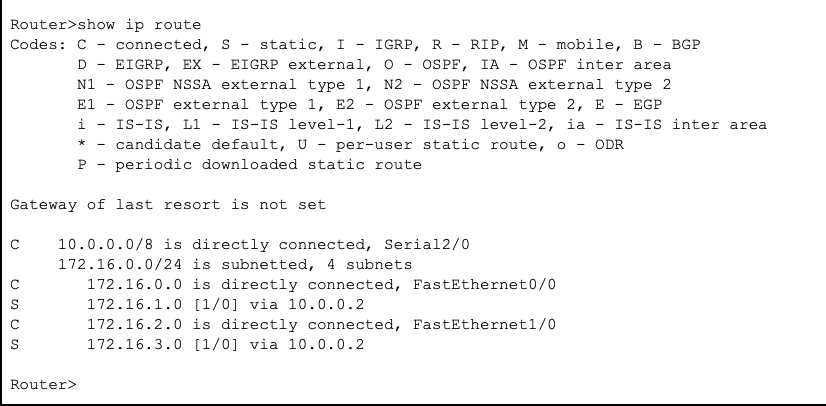 Router>show ip route
Codes: C - connected, S - static, I - IGRP, R - RIP, M - mobile, B - BGP
       D - EIGRP, EX - EIGRP external, O - OSPF, IA - OSPF inter area
       N1 - OSPF NSSA external type 1, N2 - OSPF NSSA external type 2
       E1 - OSPF external type 1, E2 - OSPF external type 2, E - EGP
       i - IS-IS, L1 - IS-IS level-1, L2 - IS-IS level-2, ia - IS-IS inter area
       * - candidate default, U - per-user static route, o - ODR
       P - periodic downloaded static route
Gateway of last resort is not set
C    10.0.0.0/8 is directly connected, Serial2/0
     172.16.0.0/24 is subnetted, 4 subnets
C       172.16.0.0 is directly connected, FastEthernet0/0
S       172.16.1.0 [1/0] via 10.0.0.2
C       172.16.2.0 is directly connected, FastEthernet1/0
S       172.16.3.0 [1/0] via 10.0.0.2
Router>